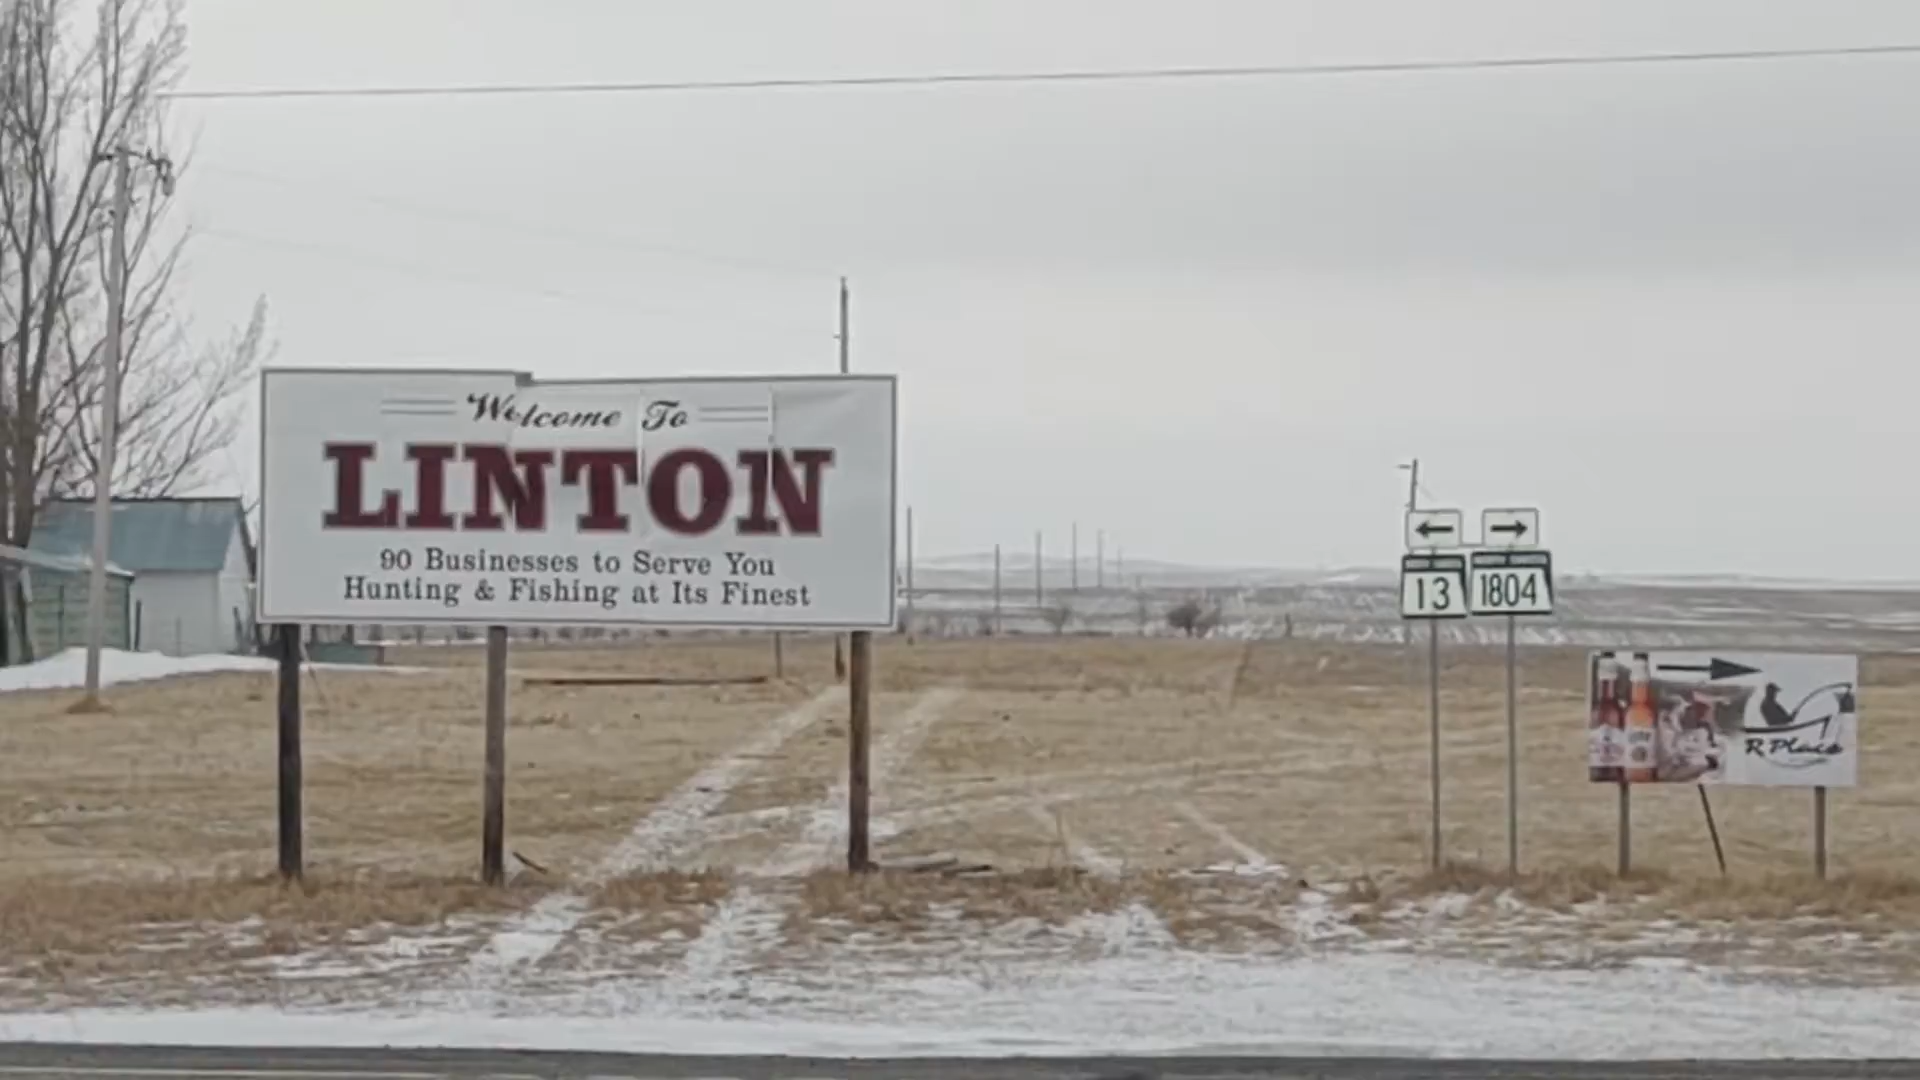 Welcome To
LINTON
90 Businesses to Serve You
Hunting & Fishing at Its Finest
13
1804
R Place